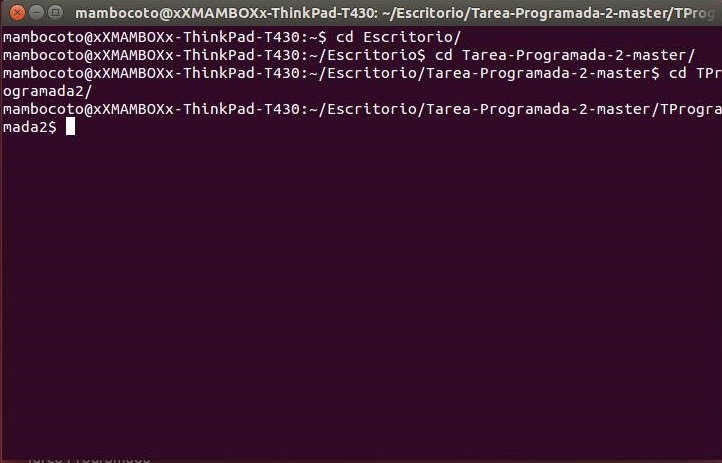 mambocoto@xXMAMBOXx-ThinkPad-T430: ~/Escritorio/Tarea-Programada-2-master/TProg
mambocoto@xXMAMBOXx-ThinkPad-T430:~$ cd Escritorio/
mambocoto@xXMAMBOXx-ThinkPad-T430:~/Escritorio$ cd Tarea-Programada-2-master/
mambocoto@xXMAMBOXx-ThinkPad-T430:~/Escritorio/Tarea-Programada-2-master$ cd TPr
ogramada2/
mambocoto@xXMAMBOXx-ThinkPad-T430:~/Escritorio/Tarea-Programada-2-master/TProgra
mada2$